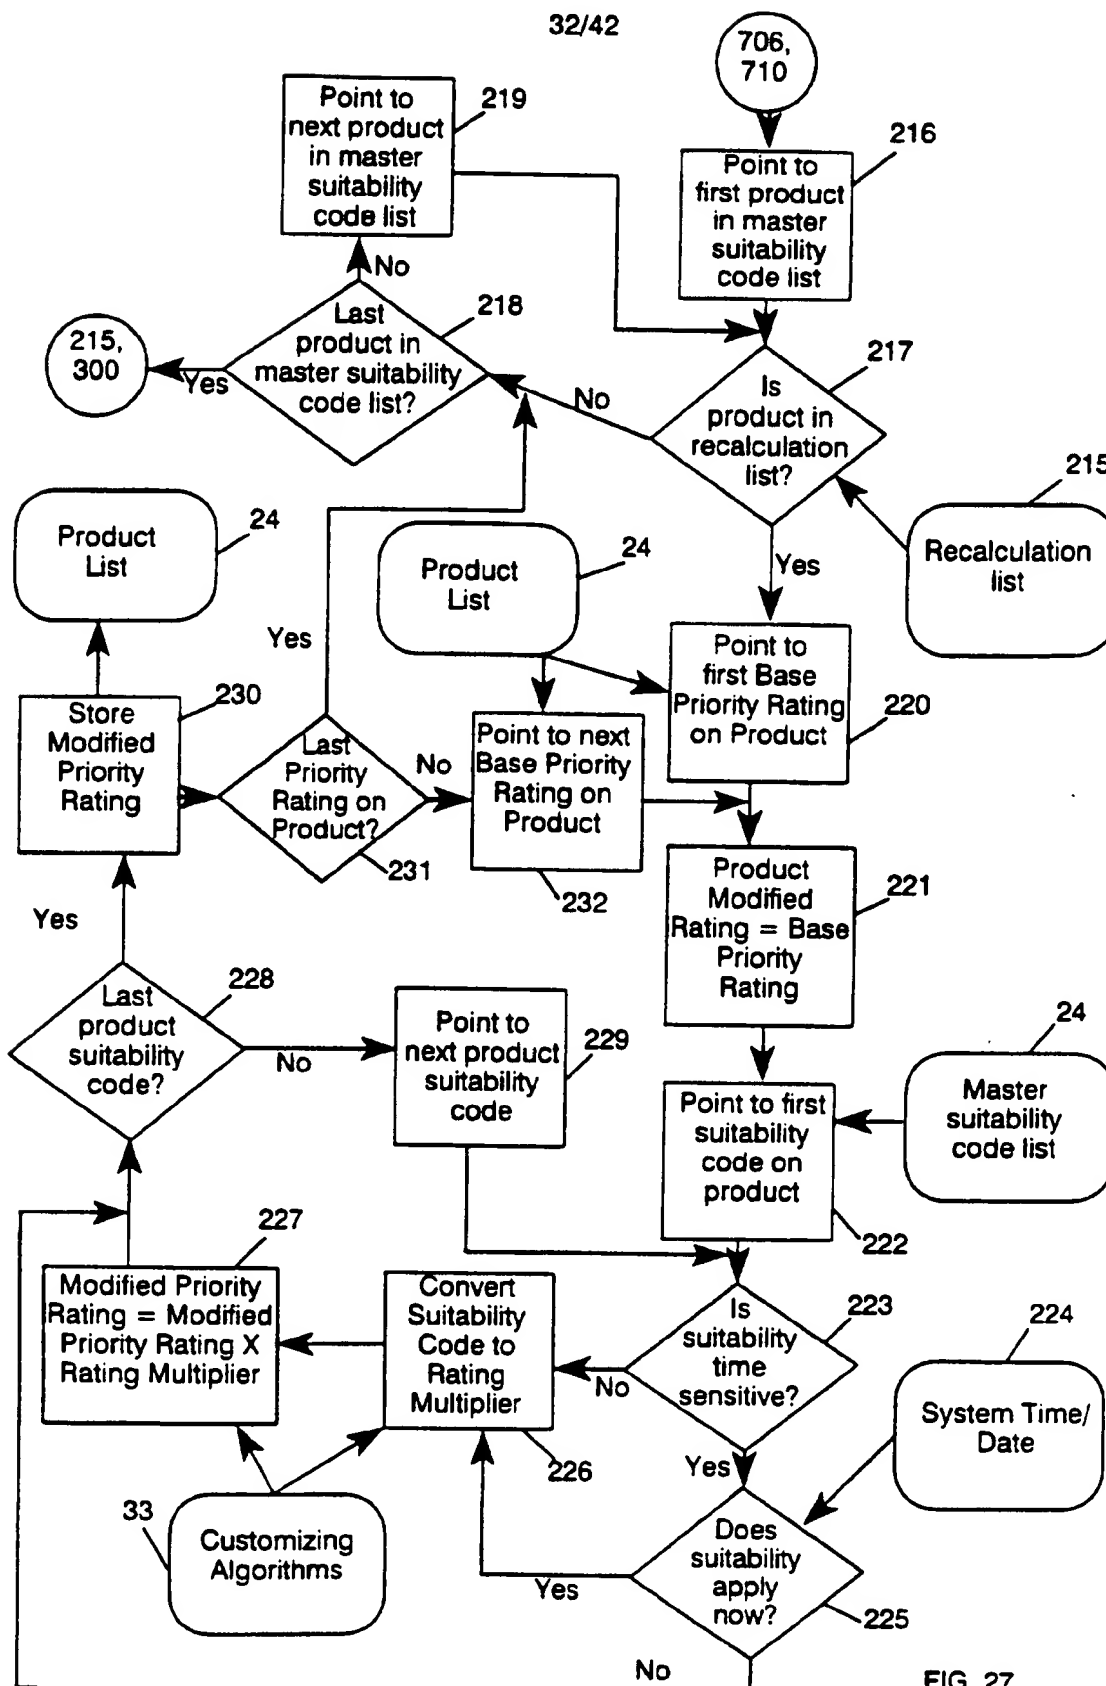 32/42
706,
710
Point to
next product
in master
suitability
code list
219
Point to
first product
in master
suitability
code list
216
No
Last
product in
master suitability
code list?
218
215,
300
Yes
No
Is
product in
recalculation
list?
217
215
Recalculation
list
Product
List
24
Product
List
24
Yes
Yes
Point to
first Base
Priority Rating
on Product
220
Store
Modified
Priority
Rating
230
Last
Priority
Rating on
Product?
231
No
Point to next
Base Priority
Rating on
Product
232
Product
Modified
Rating = Base
Priority
Rating
221
Yes
Last
product
suitability
code?
228
No
Point to
next product
suitability
code
229
Point to first
suitability
code on
product
222
24
Master
suitability
code list
227
Modified Priority
Rating = Modified
Priority Rating X
Rating Multiplier
Convert
Suitability
Code to
Rating
Multiplier
226
No
Is
suitability
time
sensitive?
223
224
System Time/
Date
Yes
33
Customizing
Algorithms
Yes
Does
suitability
apply
now?
225
No
FIG. 27